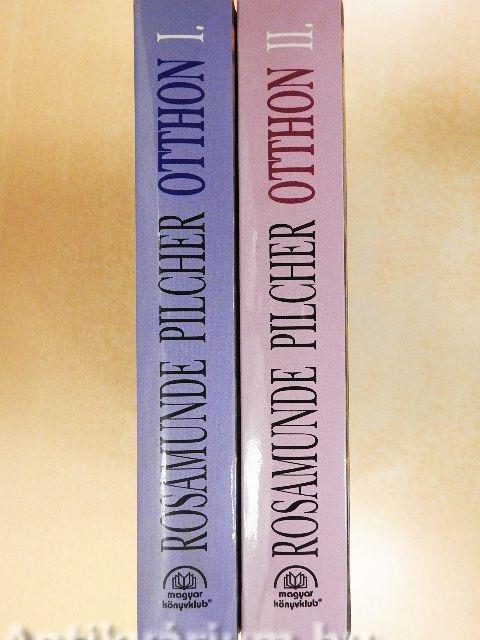 ROSAMUNDE PILCHER OTTHON I.
magyar
könyvklub®
ROSAMUNDE PILCHER OTTHON II.
magyar
könyvklub®